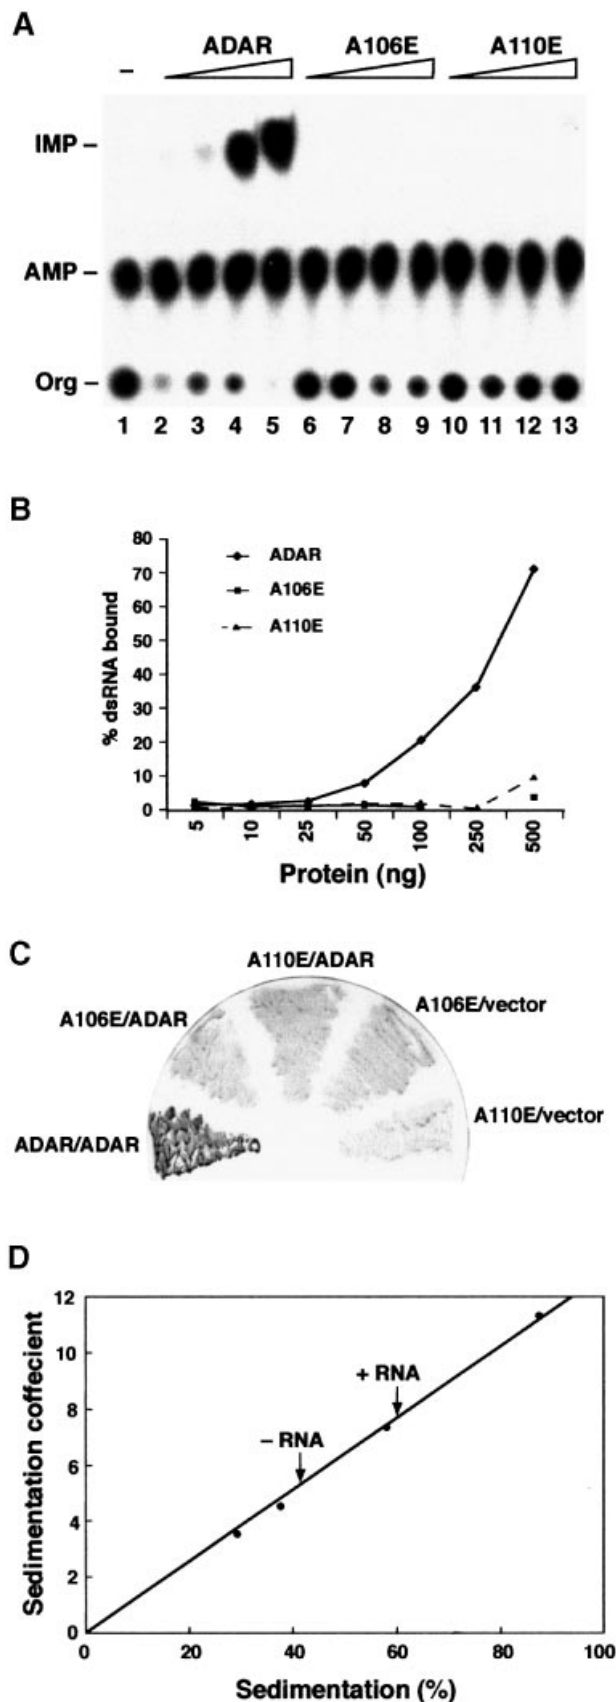 A
– ADAR A106E A110E
IMP –
AMP –
Org –
1 2 3 4 5 6 7 8 9 10 11 12 13
B
% dsRNA bound
80
70
60
50
40
30
20
10
0
ADAR
A106E
A110E
5 10 25 50 100 250 500
Protein (ng)
C
A110E/ADAR
A106E/ADAR
A106E/vector
A110E/vector
ADAR/ADAR
D
Sedimentation coffecient
12
10
8
6
4
2
0
+ RNA
– RNA
0 20 40 60 80 100
Sedimentation (%)